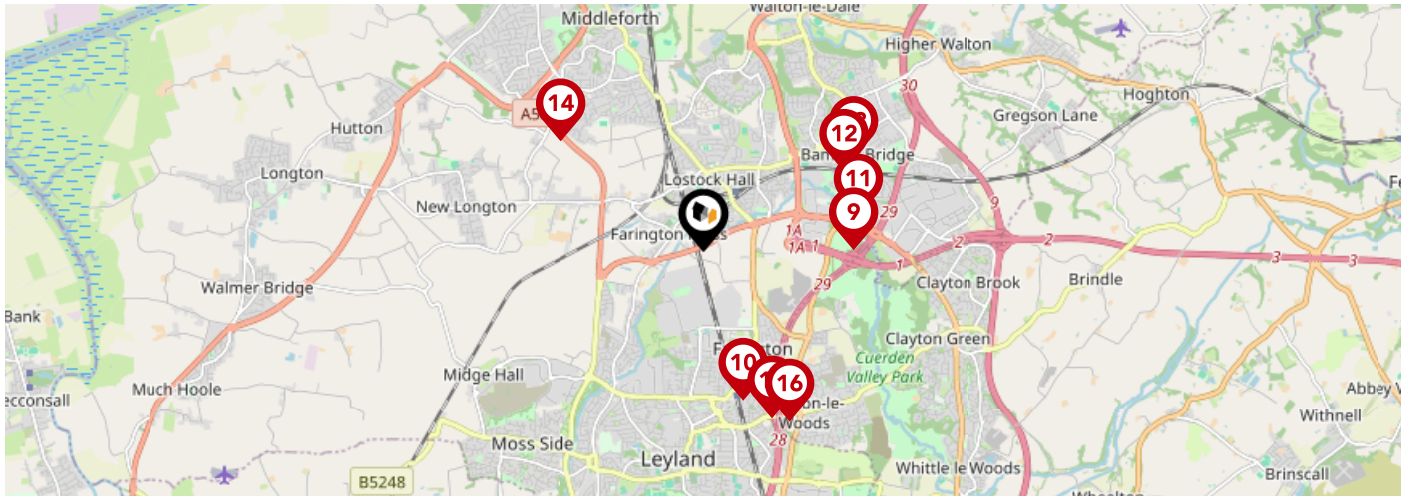 Walton-le-Dale
Middleforth
Higher Walton
30
Hoghton
14
Gregson Lane
Hutton
12
Longton
Lostock Hall
11
New Longton
9
29
9
Farington
1A
1A
1
2
2
3
3
1
Clayton Brook
Brindle
Walmer Bridge
29
Bank
Clayton Green
10
Cuerden
Valley Park
Midge Hall
16
Much Hoole
Abbey
ecconsall
on-le-
Woods
Withnell
Moss Side
28
Leyland
Whittle le Woods
Brinscall
B5248